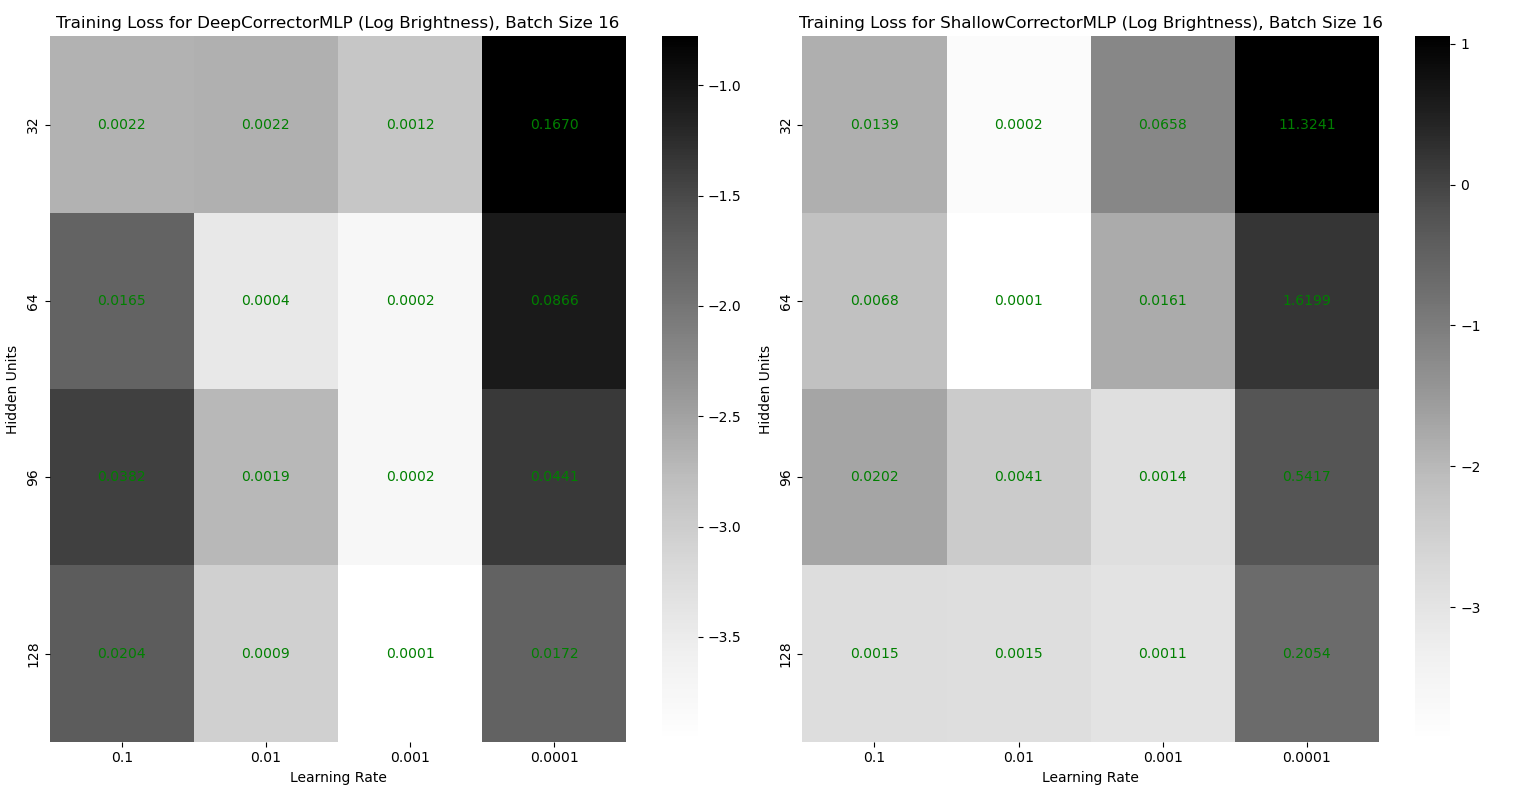 Training Loss for DeepCorrectorMLP (Log Brightness), Batch Size 16
32 0.0022 0.0022 0.0012 0.1670
64 0.0165 0.0004 0.0002 0.0866
96 0.0382 0.0019 0.0002 0.0441
128 0.0204 0.0009 0.0001 0.0172
0.1 0.01 0.001 0.0001
Learning Rate
Hidden Units
−1.0
−1.5
−2.0
−2.5
−3.0
−3.5
Training Loss for ShallowCorrectorMLP (Log Brightness), Batch Size 16
32 0.0139 0.0002 0.0658 11.3241
64 0.0068 0.0001 0.0161 1.6199
96 0.0202 0.0041 0.0014 0.5417
128 0.0015 0.0015 0.0011 0.2054
0.1 0.01 0.001 0.0001
Learning Rate
Hidden Units
1
0
−1
−2
−3